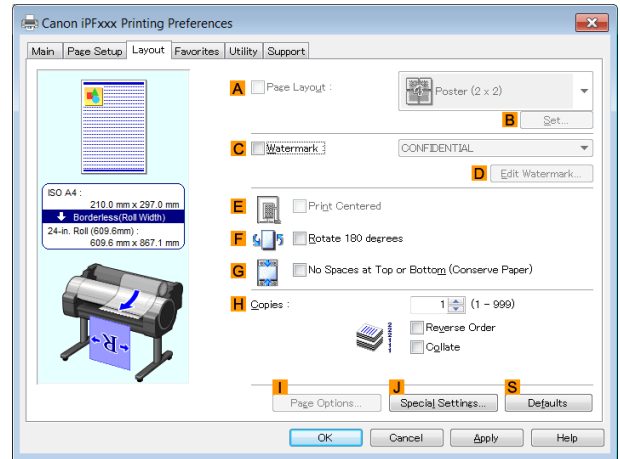 Canon iPFxxx Printing Preferences
Main Page Setup Layout Favorites Utility Support
A Page Layout : Poster (2 x 2)
B Set...
C Watermark : CONFIDENTIAL
D Edit Watermark...
ISO A4 :
210.0 mm x 297.0 mm
Borderless(Roll Width)
24-in. Roll (609.6mm) :
609.6 mm x 867.1 mm
E Print Centered
F Rotate 180 degrees
G No Spaces at Top or Bottom (Conserve Paper)
H Copies : 1 (1 - 999)
Reverse Order
Collate
R
I J S
Page Options... Special Settings... Defaults
OK Cancel Apply Help